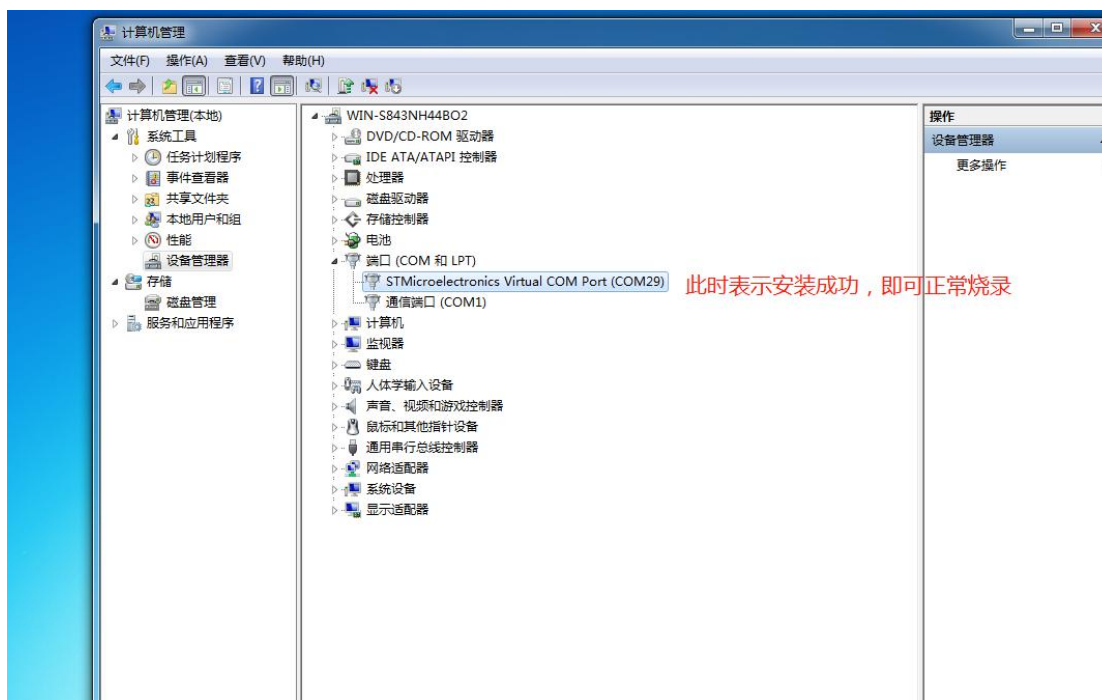 计算机管理
文件(F) 操作(A) 查看(V) 帮助(H)
计算机管理(本地)
系统工具
任务计划程序
事件查看器
共享文件夹
本地用户和组
性能
设备管理器
存储
磁盘管理
服务和应用程序
WIN-S843NH44BO2
DVD/CD-ROM 驱动器
IDE ATA/ATAPI 控制器
处理器
磁盘驱动器
存储控制器
电池
端口 (COM 和 LPT)
STMicroelectronics Virtual COM Port (COM29)
通信端口 (COM1)
计算机
监视器
键盘
人体学输入设备
声音、视频和游戏控制器
鼠标和其他指针设备
通用串行总线控制器
网络适配器
系统设备
显示适配器
此时表示安装成功，即可正常烧录
操作
设备管理器
更多操作